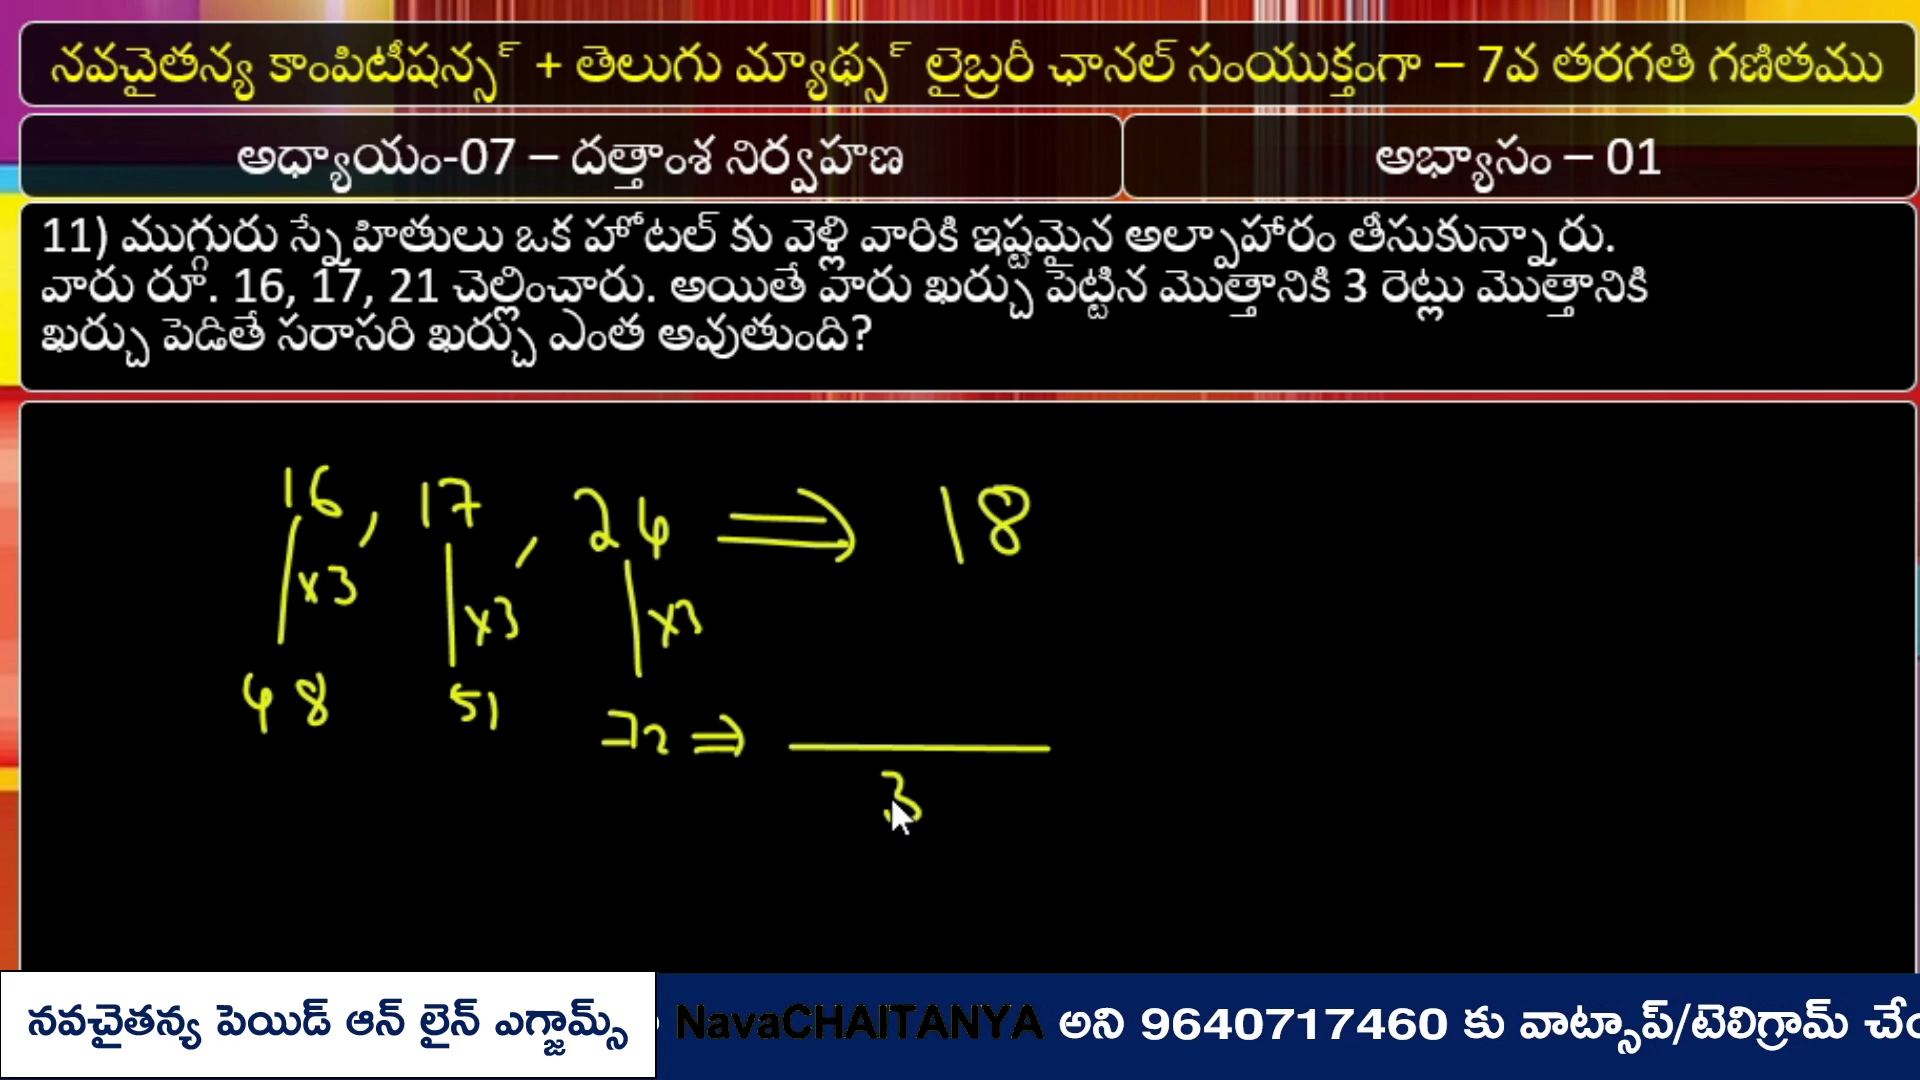 నవచైతన్య కాంపిటీషన్స్ + తెలుగు మ్యాథ్స్ లైబ్రరీ ఛానల్ సంయుక్తంగా – 7వ తరగతి గణితము
అధ్యాయం-07 – దత్తాంశ నిర్వహణ
అభ్యాసం – 01
11) ముగ్గురు స్నేహితులు ఒక హోటల్ కు వెళ్లి వారికి ఇష్టమైన అల్పాహారం తీసుకున్నారు.
వారు రూ. 16, 17, 21 చెల్లించారు. అయితే వారు ఖర్చు పెట్టిన మొత్తానికి 3 రెట్లు మొత్తానికి
ఖర్చు పెడితే సరాసరి ఖర్చు ఎంత అవుతుంది?
16, 17, 24 ⇒ 18
x3 x3 x3
48 51 72 ⇒
3
నవచైతన్య పెయిడ్ ఆన్ లైన్ ఎగ్జామ్స్
NavaCHAITANYA అని 9640717460 కు వాట్సాప్/టెలిగ్రామ్